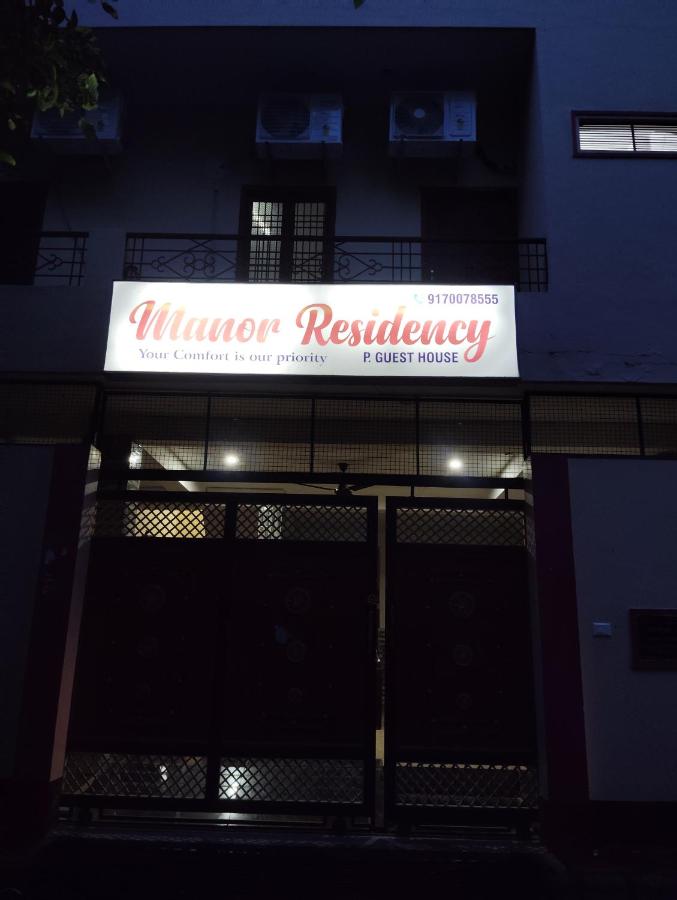 9170078555
Manor Residency
Your Comfort is our priority P. GUEST HOUSE